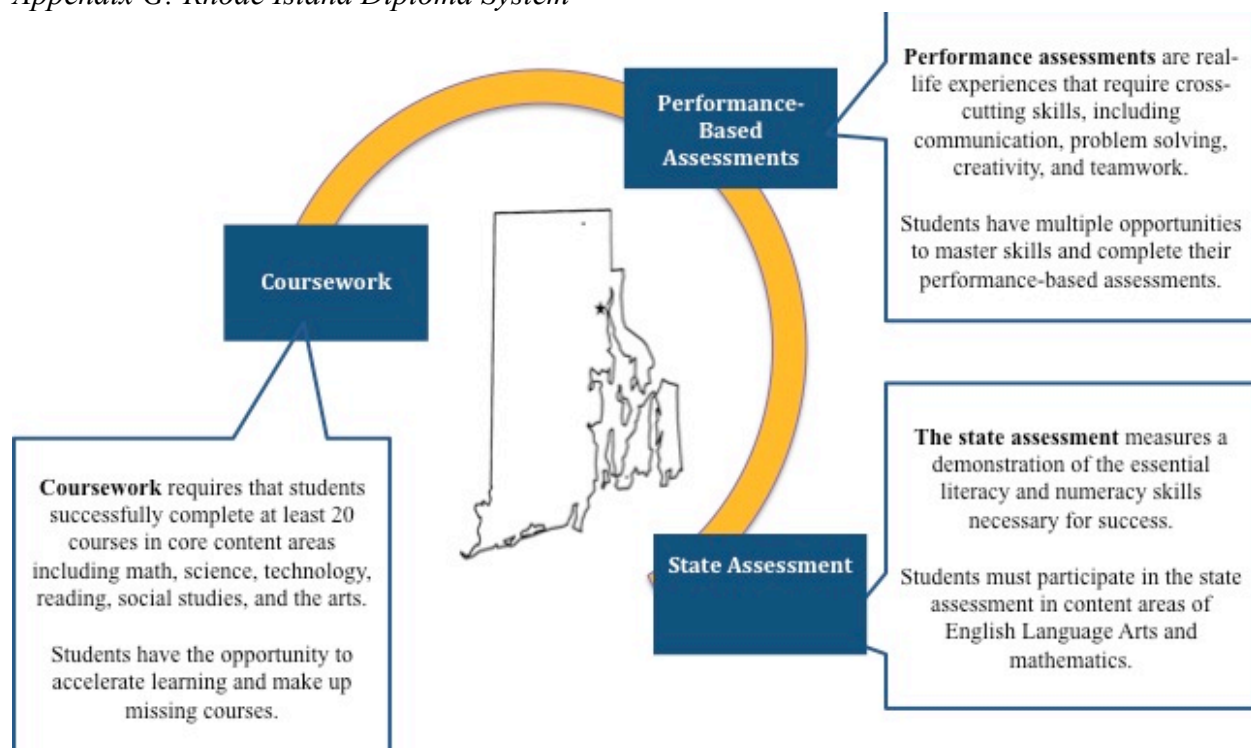 Appendix G: Rhode Island Diploma System
Performance-
Based
Assessments
Performance assessments are real-
life experiences that require cross-
cutting skills, including
communication, problem solving,
creativity, and teamwork.
Students have multiple opportunities
to master skills and complete their
performance-based assessments.
Coursework
Coursework requires that students
successfully complete at least 20
courses in core content areas
including math, science, technology,
reading, social studies, and the arts.
Students have the opportunity to
accelerate learning and make up
missing courses.
State Assessment
The state assessment measures a
demonstration of the essential
literacy and numeracy skills
necessary for success.
Students must participate in the state
assessment in content areas of
English Language Arts and
mathematics.